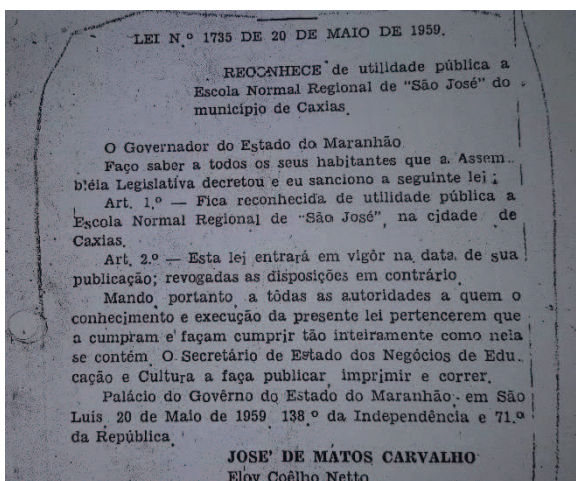 LEI N.º 1735 DE 20 DE MAIO DE 1959.
RECONHECE de utilidade pública a
Escola Normal Regional de "São José" do
município de Caxias.
O Governador do Estado do Maranhão
Faço saber a todos os seus habitantes que a Assem-
bléia Legislativa decretou e eu sanciono a seguinte lei:
Art. 1.º — Fica reconhecida de utilidade pública a
Escola Normal Regional de "São José", na cidade de
Caxias.
Art. 2.º — Esta lei entrará em vigôr na data de sua
publicação; revogadas as disposições em contrário.
Mando, portanto, a tôdas as autoridades a quem o
conhecimento e execução da presente lei pertencerem que
a cumpram e façam cumprir tão inteiramente como nela
se contém. O Secretário de Estado dos Negócios de Edu-
cação e Cultura a faça publicar, imprimir e correr.
Palácio do Govêrno do Estado do Maranhão, em São
Luis, 20 de Maio de 1959, 138.º da Independência e 71.º
da República.
JOSE' DE MATOS CARVALHO
Eloy Coêlho Netto